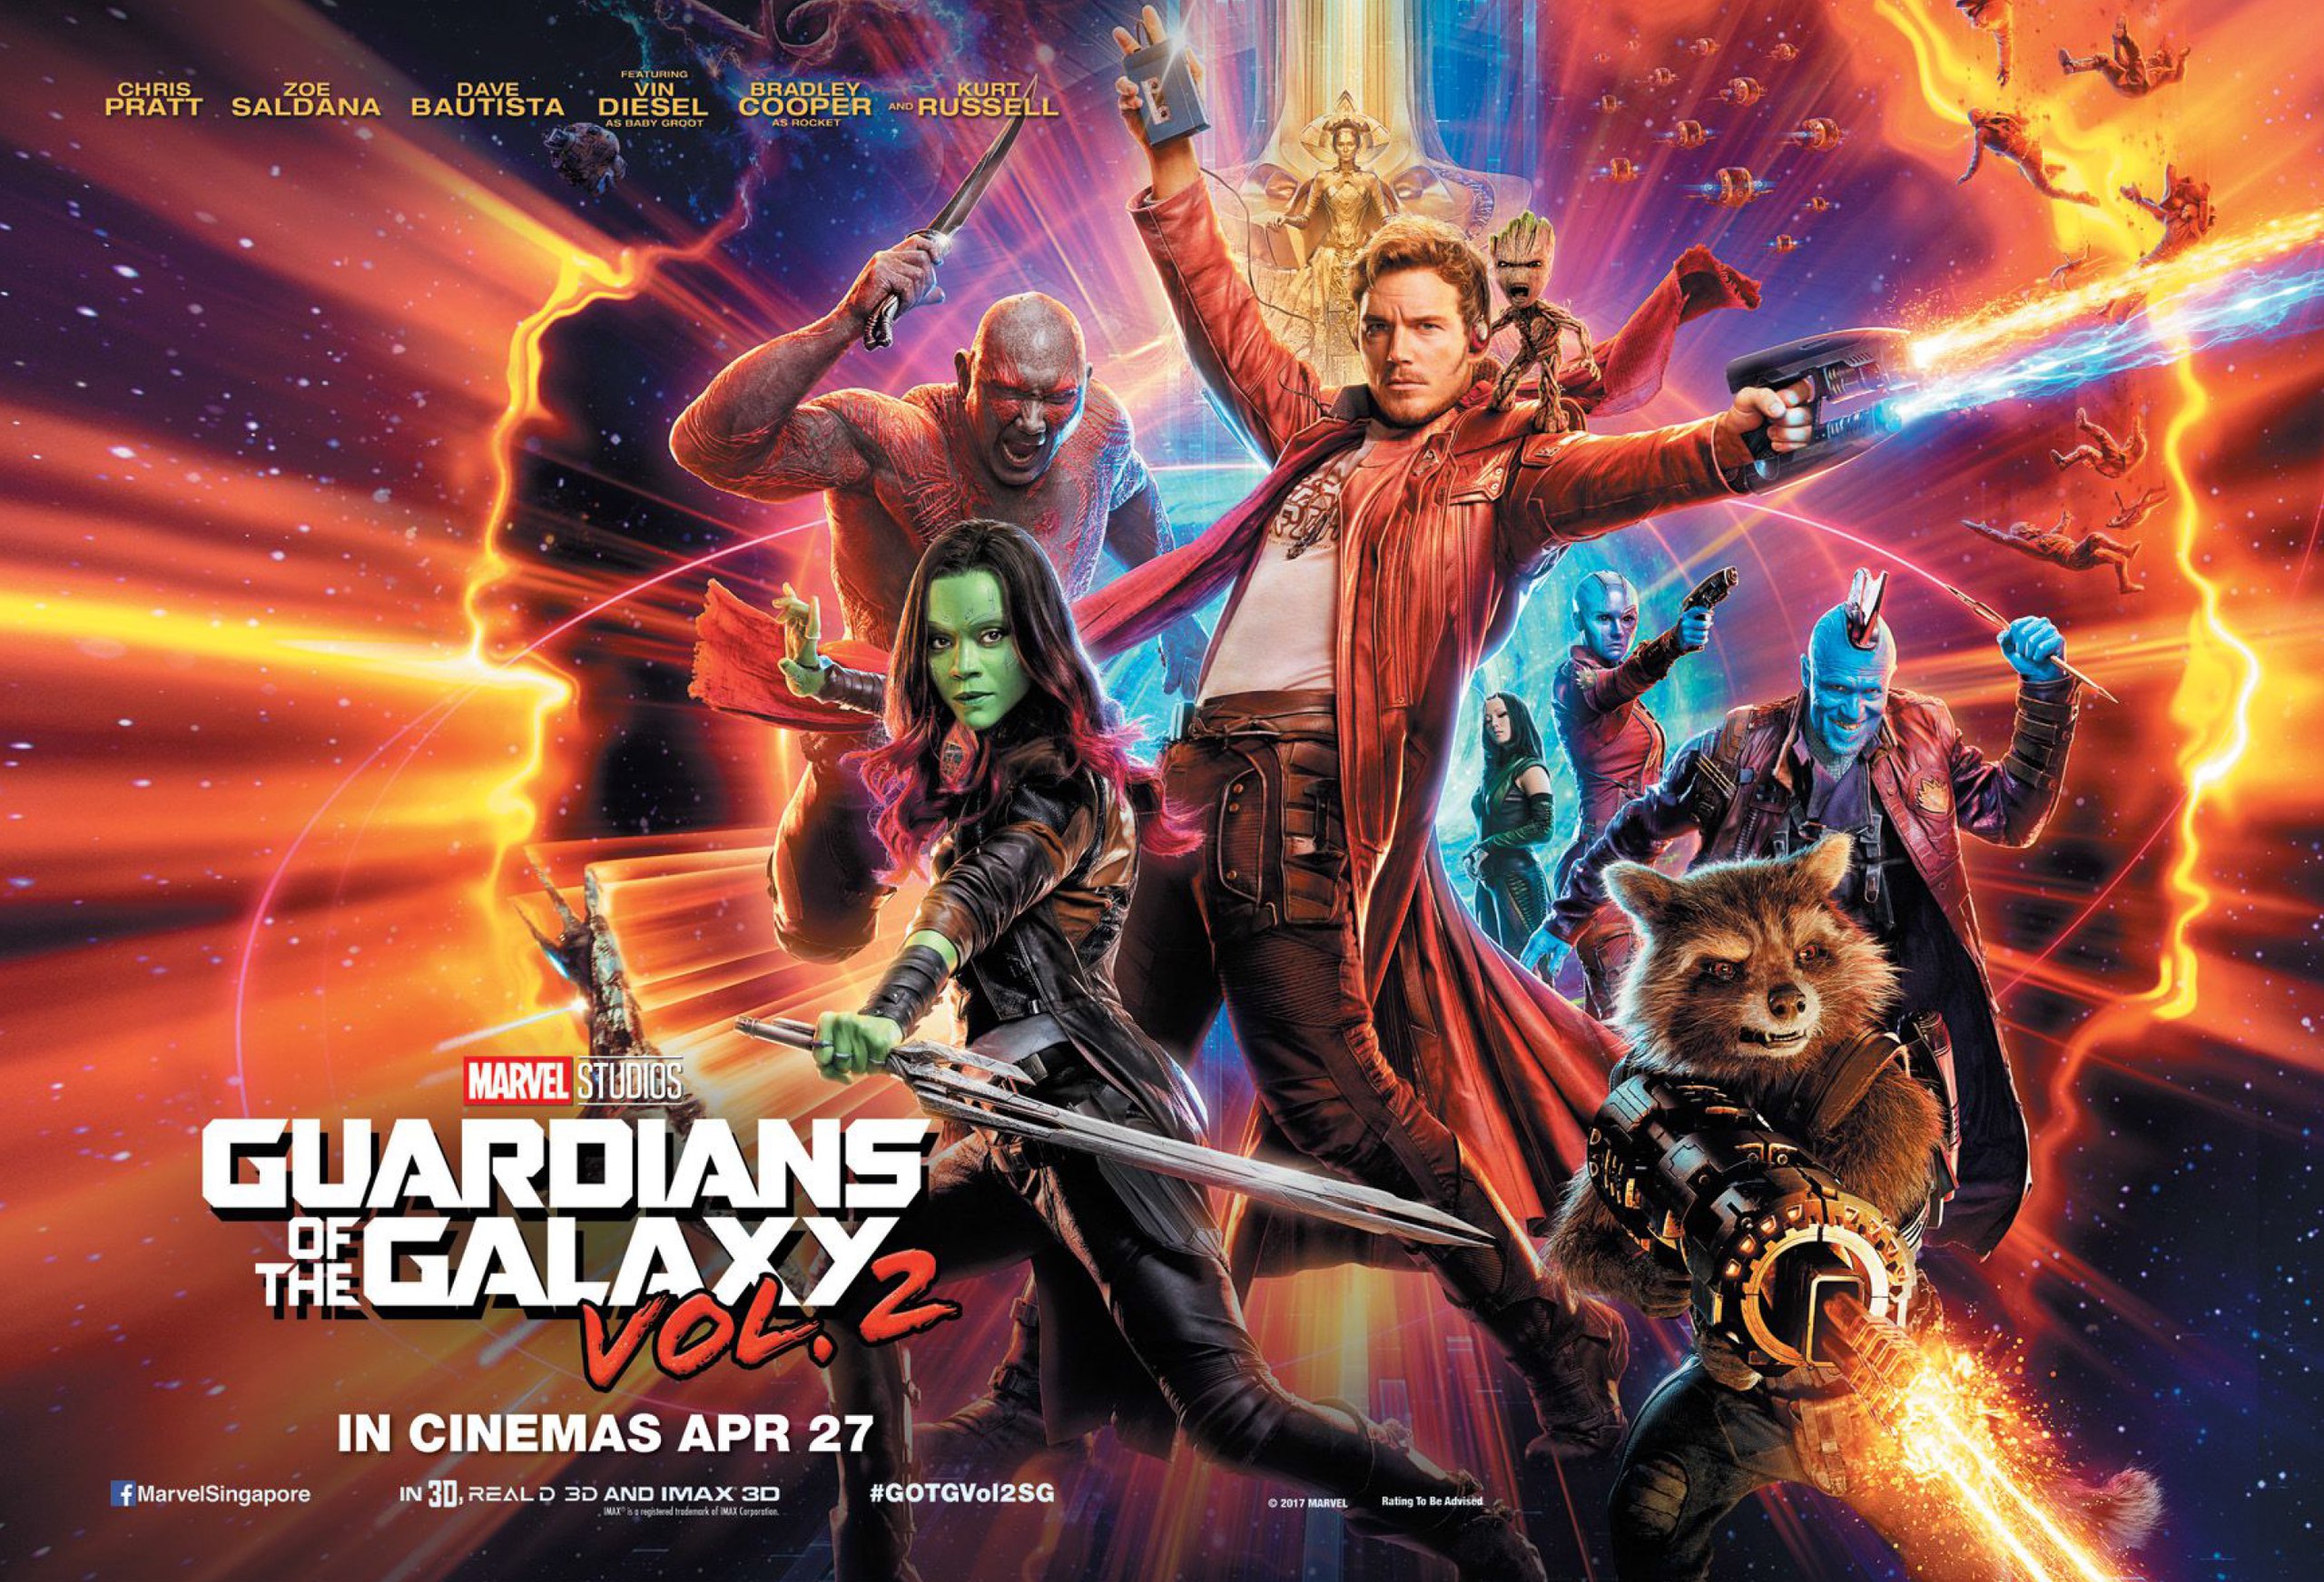 CHRIS PRATT
ZOE SALDANA
DAVE BAUTISTA
FEATURING VIN DIESEL AS BABY GROOT
BRADLEY COOPER AS ROCKET
AND KURT RUSSELL
MARVEL STUDIOS
GUARDIANS
OF THE GALAXY
VOL. 2
IN CINEMAS APR 27
f MarvelSingapore
IN 3D, REAL D 3D AND IMAX 3D
IMAX® is a registered trademark of IMAX Corporation.
#GOTGVol2SG
© 2017 MARVEL
Rating To Be Advised